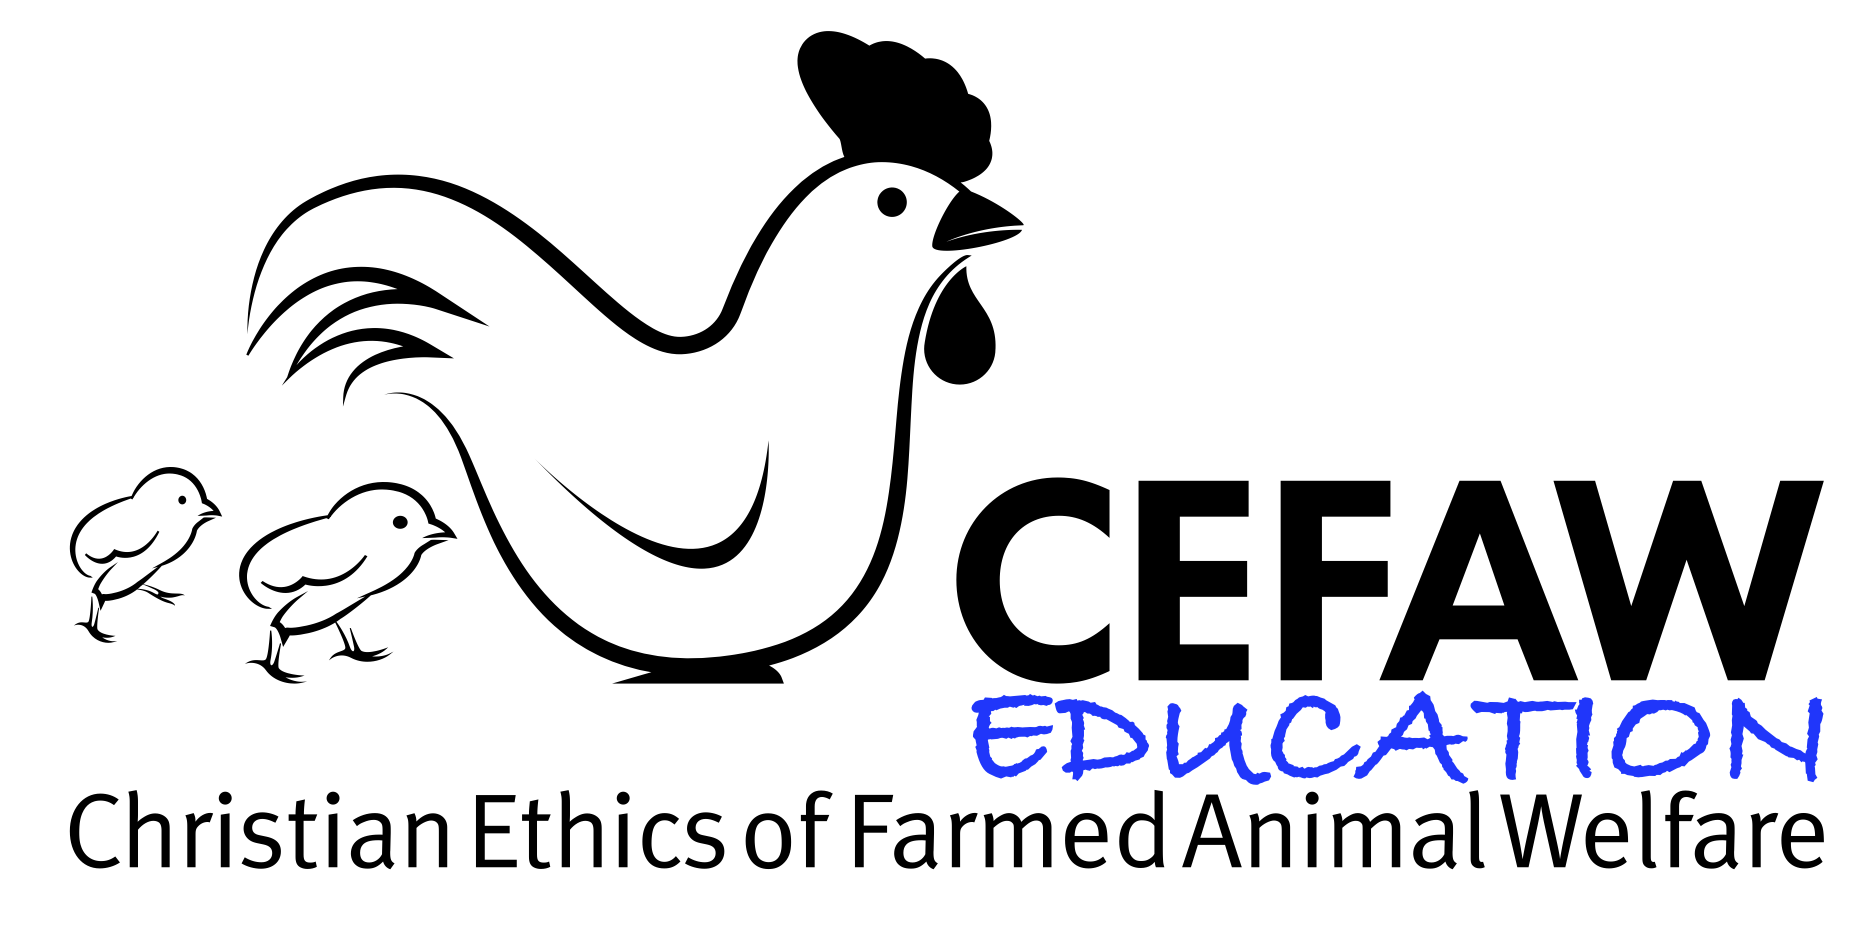 CEFAW
EDUCATION
Christian Ethics of Farmed Animal Welfare